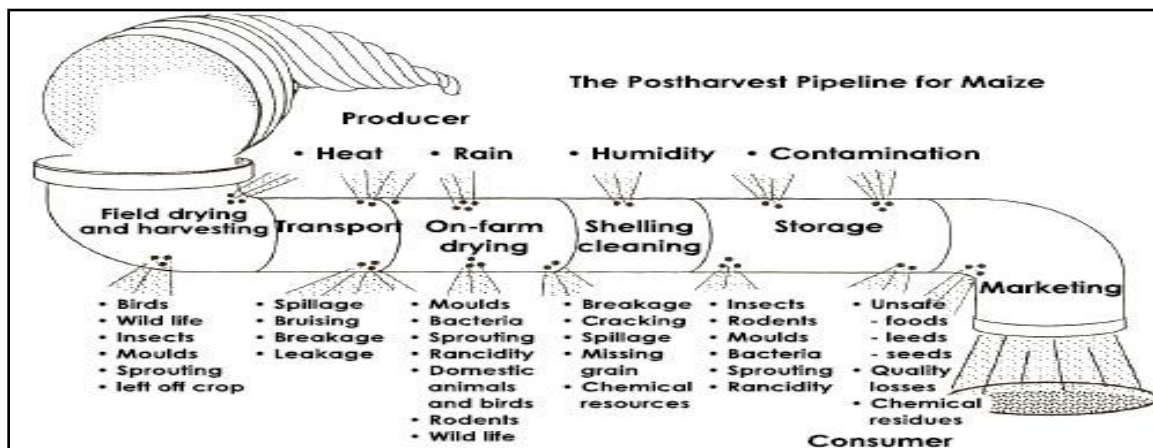 The Postharvest Pipeline for Maize
Producer
• Heat
• Rain
• Humidity
• Contamination
Field drying
and harvesting
Transport
On-farm
drying
Shelling
cleaning
Storage
Marketing
• Birds
• Wild life
• Insects
• Moulds
• Sprouting
• left off crop
• Spillage
• Bruising
• Breakage
• Leakage
• Moulds
• Bacteria
• Sprouting
• Rancidity
• Domestic
animals
and birds
• Rodents
• Wild life
• Breakage
• Cracking
• Spillage
• Missing
grain
• Chemical
resources
• Insects
• Rodents
• Moulds
• Bacteria
• Sprouting
• Rancidity
• Unsafe
- foods
- leeds
- seeds
• Quality
losses
• Chemical
residues
Consumer